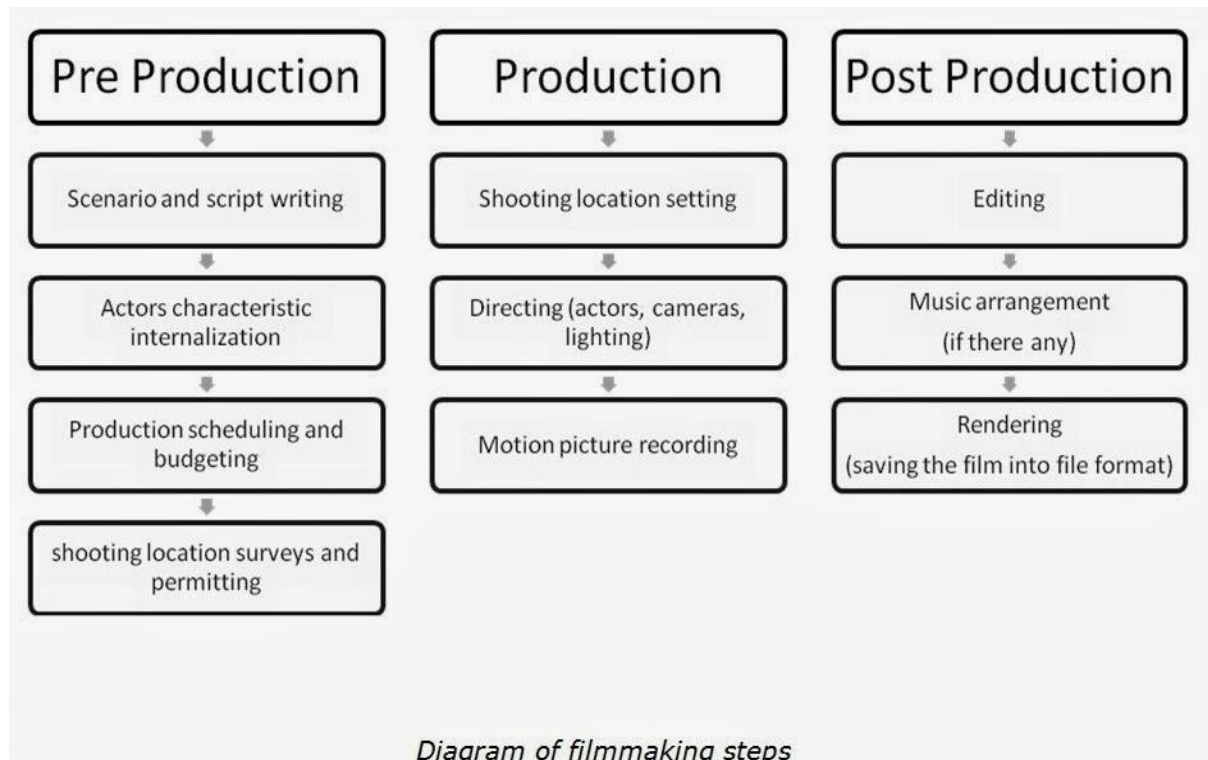 Pre Production
Scenario and script writing
Actors characteristic
internalization
Production scheduling and
budgeting
shooting location surveys and
permitting
Production
Shooting location setting
Directing (actors, cameras,
lighting)
Motion picture recording
Post Production
Editing
Music arrangement
(if there any)
Rendering
(saving the film into file format)
Diagram of filmmaking steps